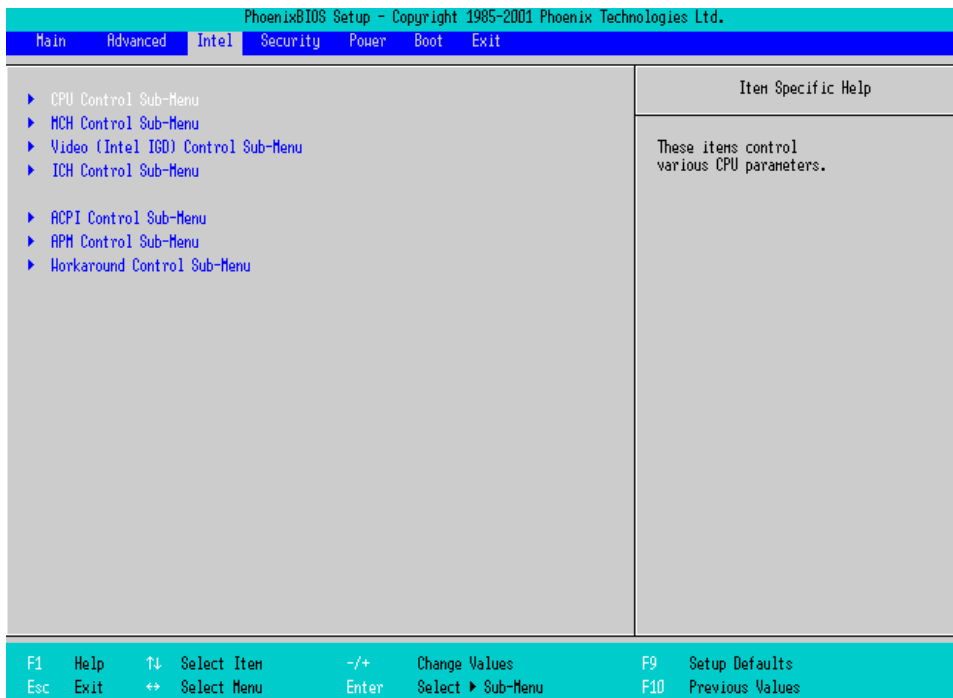 PhoenixBIOS Setup - Copyright 1985-2001 Phoenix Technologies Ltd.
Main Advanced Intel Security Power Boot Exit
▶ CPU Control Sub-Menu
▶ MCH Control Sub-Menu
▶ Video (Intel IGD) Control Sub-Menu
▶ ICH Control Sub-Menu
▶ ACPI Control Sub-Menu
▶ APM Control Sub-Menu
▶ Workaround Control Sub-Menu
Item Specific Help
These items control
various CPU parameters.
F1 Help ↑↓ Select Item -/+ Change Values F9 Setup Defaults
Esc Exit ↔ Select Menu Enter Select ▶ Sub-Menu F10 Previous Values